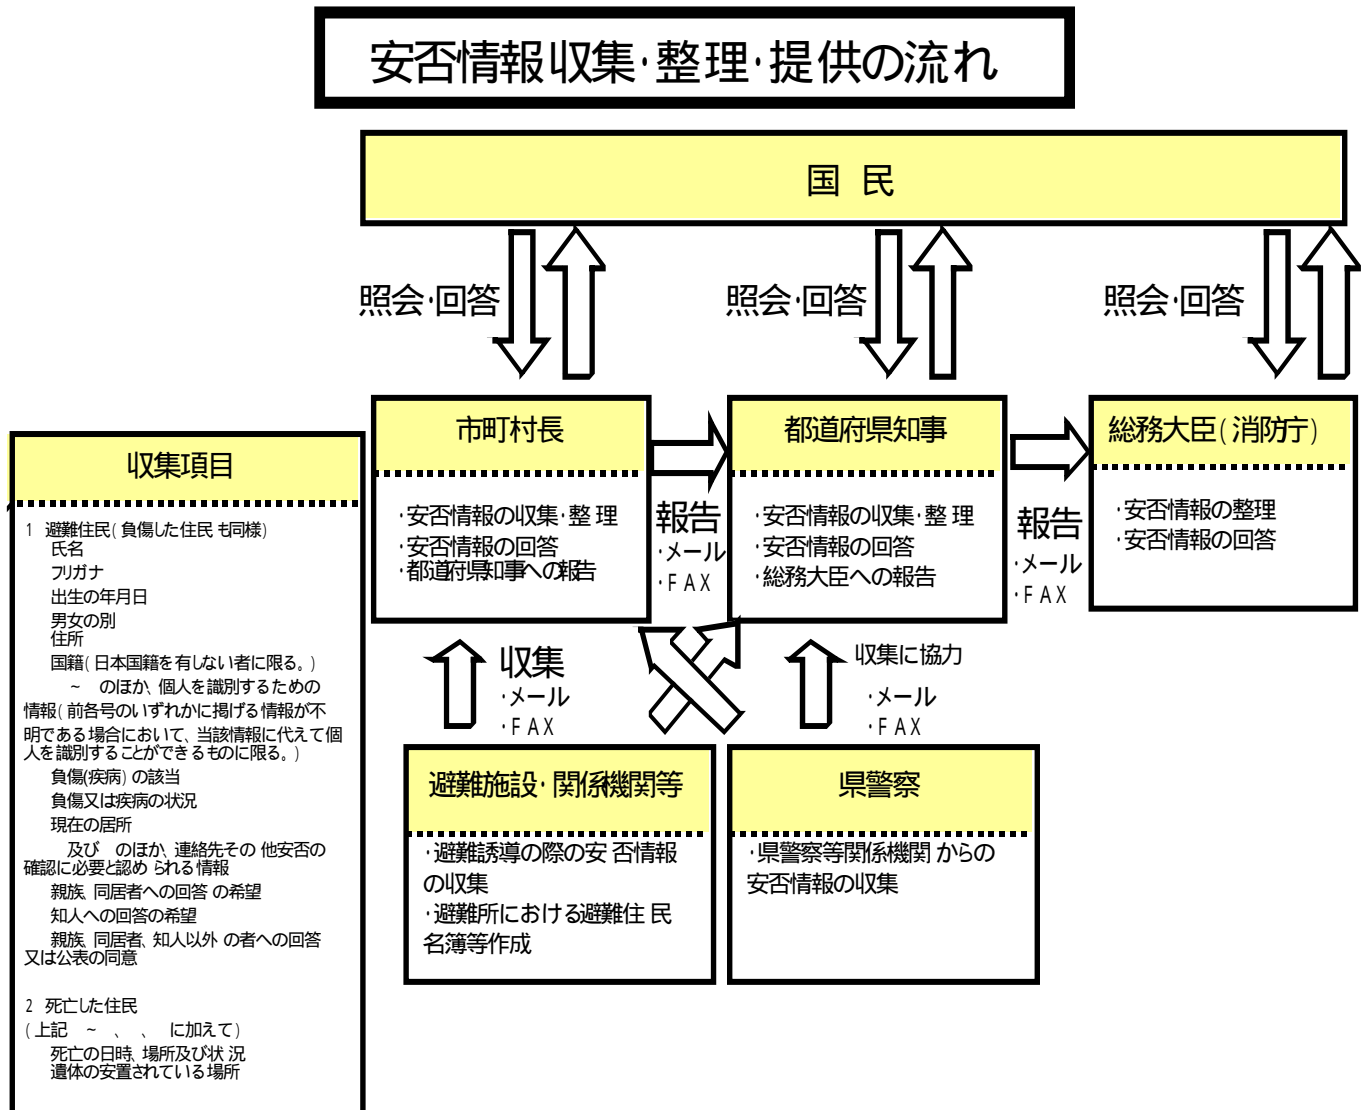 安否情報収集･整理･提供の流れ
国 民
照会･回答
照会･回答
照会･回答
市町村長
･安否情報の収集･整理
･安否情報の回答
･都道府県知事への報告
報告
･メール
･FAX
都道府県知事
･安否情報の収集･整理
･安否情報の回答
･総務大臣への報告
報告
･メール
･FAX
総務大臣(消防庁)
･安否情報の整理
･安否情報の回答
収集
･メール
･FAX
収集に協力
･メール
･FAX
避難施設･関係機関等
･避難誘導の際の安否情報
の収集
･避難所における避難住民
名簿等作成
県警察
･県警察等関係機関からの
安否情報の収集
収集項目
1 避難住民(負傷した住民も同様)
氏名
フリガナ
出生の年月日
男女の別
住所
国籍(日本国籍を有しない者に限る。)
~ のほか、個人を識別するための
情報(前各号のいずれかに掲げる情報が不
明である場合において、当該情報に代えて個
人を識別することができるものに限る。)
負傷(疾病)の該当
負傷又は疾病の状況
現在の居所
及び のほか、連絡先その他安否の
確認に必要と認められる情報
親族、同居者への回答の希望
知人への回答の希望
親族、同居者、知人以外の者への回答
又は公表の同意
2 死亡した住民
(上記 ~ 、 、 に加えて)
死亡の日時、場所及び状況
遺体の安置されている場所